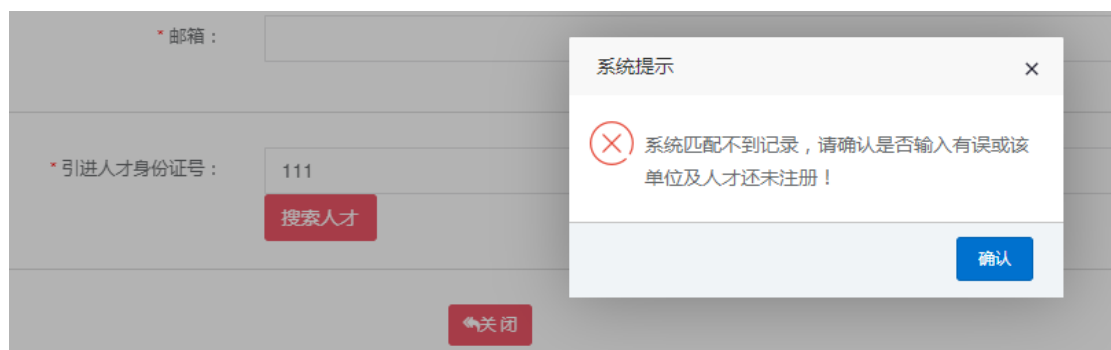 * 邮箱：
系统提示
×
系统匹配不到记录，请确认是否输入有误或该
单位及人才还未注册！
* 引进人才身份证号：
111
搜索人才
确认
关闭